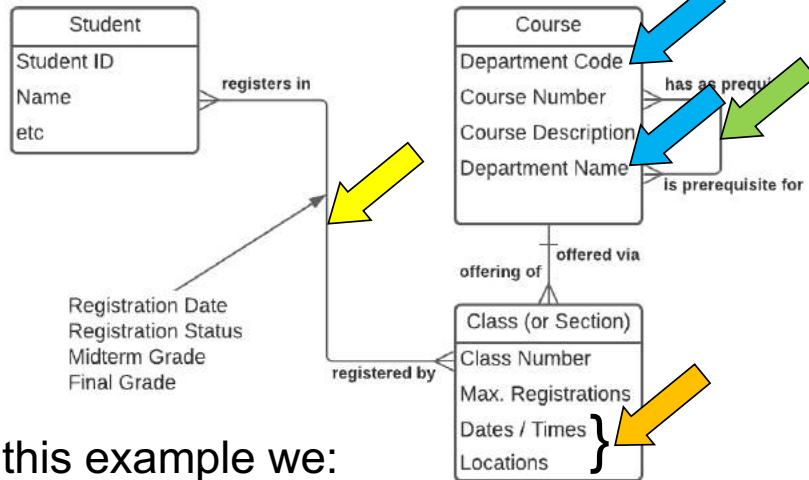 Student
Student ID
Name
etc
registers in
Course
Department Code
Course Number
Course Description
Department Name
has as
is prerequisite for
offered via
offering of
Registration Date
Registration Status
Midterm Grade
Final Grade
registered by
Class (or Section)
Class Number
Max. Registrations
Dates / Times
Locations
}
this example we: